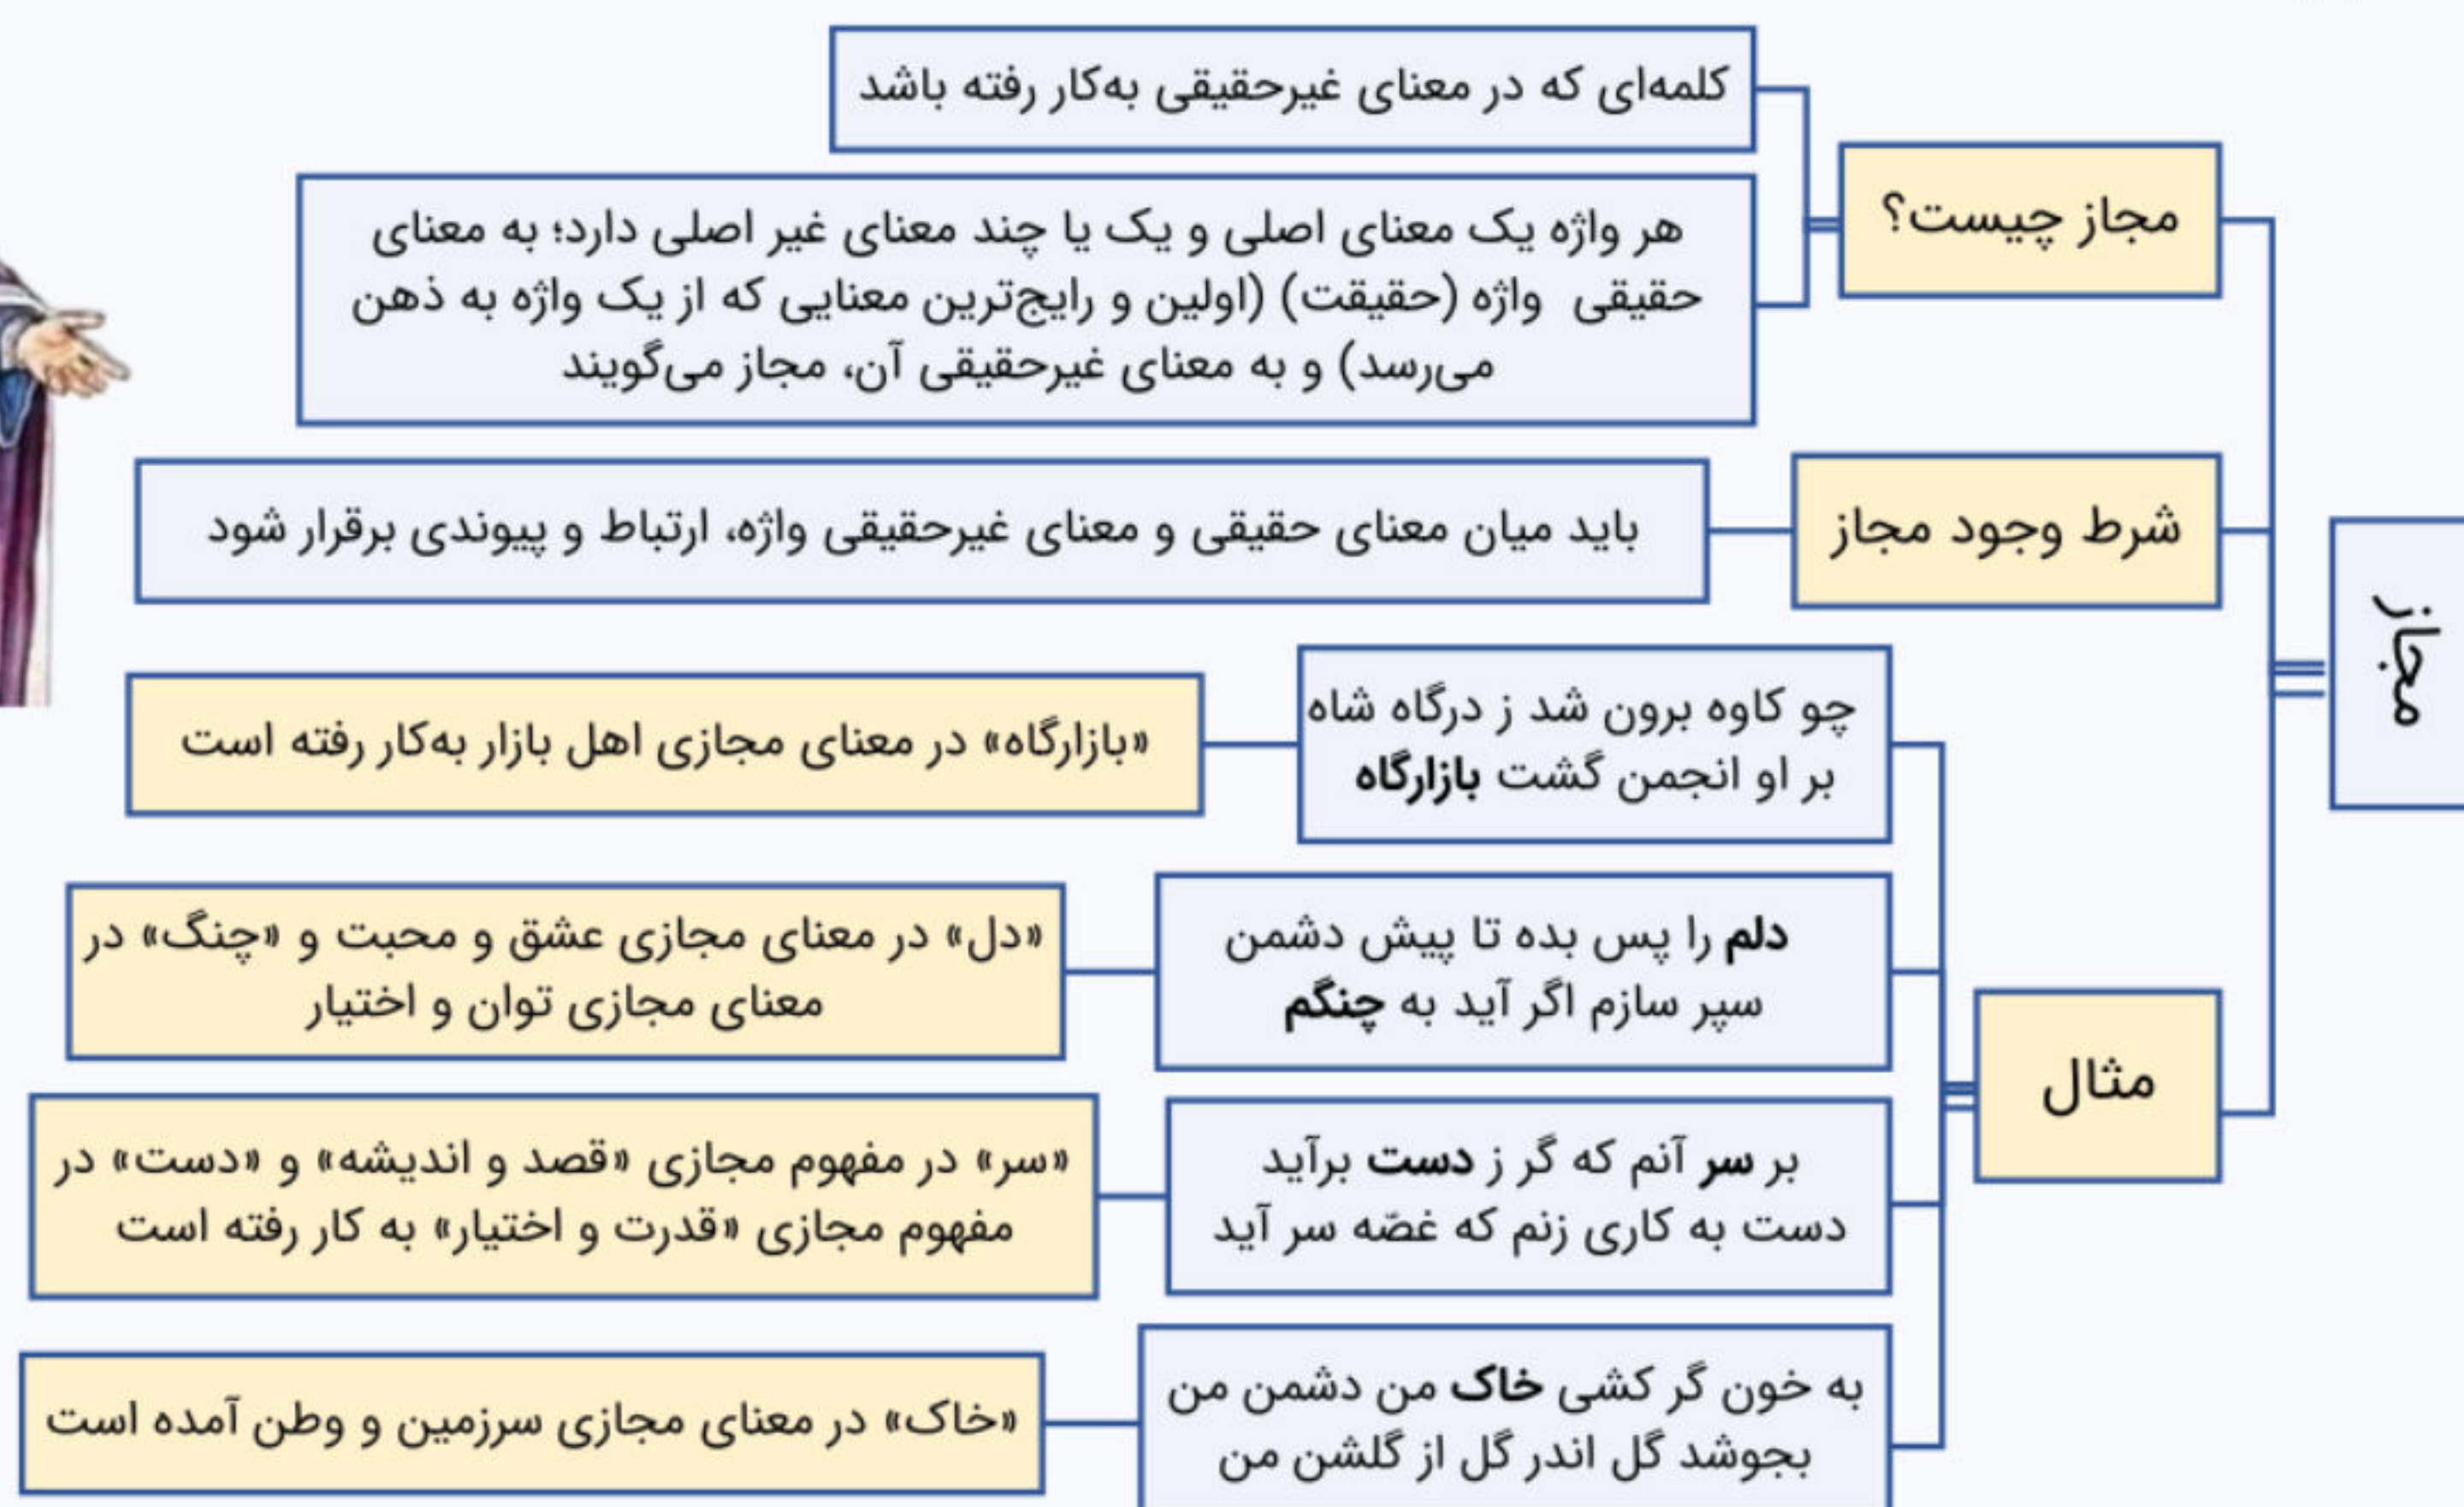 مجاز
مجاز چیست؟
کلمه‌ای که در معنای غیرحقیقی به‌کار رفته باشد
هر واژه یک معنای اصلی و یک یا چند معنای غیر اصلی دارد؛ به معنای
حقیقی واژه (حقیقت) (اولین و رایج‌ترین معنایی که از یک واژه به ذهن
می‌رسد) و به معنای غیرحقیقی آن، مجاز می‌گویند
شرط وجود مجاز
باید میان معنای حقیقی و معنای غیرحقیقی واژه، ارتباط و پیوندی برقرار شود
مثال
چو کاوه برون شد ز درگاه شاه
بر او انجمن گشت بازارگاه
«بازارگاه» در معنای مجازی اهل بازار به‌کار رفته است
دلم را پس بده تا پیش دشمن
سپر سازم اگر آید به چنگم
«دل» در معنای مجازی عشق و محبت و «چنگ» در
معنای مجازی توان و اختیار
بر سر آنم که گر ز دست برآید
دست به کاری زنم که غصّه سر آید
«سر» در مفهوم مجازی «قصد و اندیشه» و «دست» در
مفهوم مجازی «قدرت و اختیار» به کار رفته است
به خون گر کشی خاک من دشمن من
بجوشد گل اندر گل از گلشن من
«خاک» در معنای مجازی سرزمین و وطن آمده است